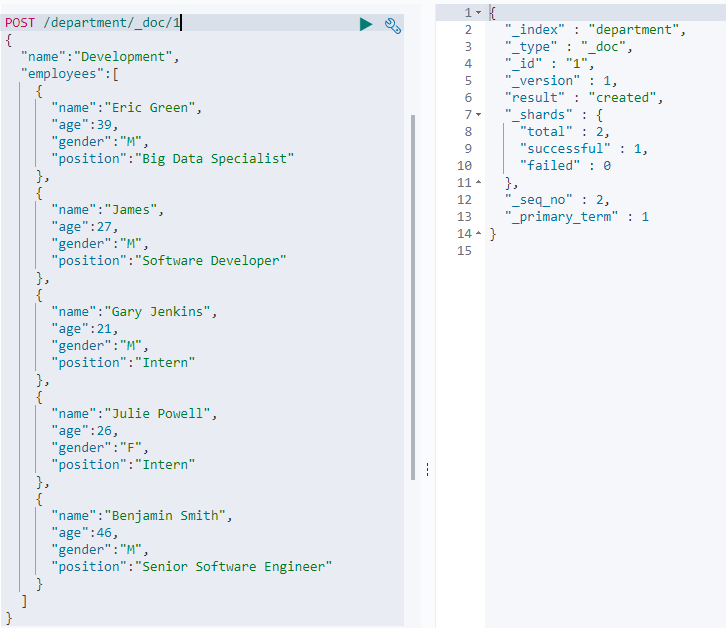 POST /department/_doc/1
{
  "name":"Development",
  "employees":[
    {
      "name":"Eric Green",
      "age":39,
      "gender":"M",
      "position":"Big Data Specialist"
    },
    {
      "name":"James",
      "age":27,
      "gender":"M",
      "position":"Software Developer"
    },
    {
      "name":"Gary Jenkins",
      "age":21,
      "gender":"M",
      "position":"Intern"
    },
    {
      "name":"Julie Powell",
      "age":26,
      "gender":"F",
      "position":"Intern"
    },
    {
      "name":"Benjamin Smith",
      "age":46,
      "gender":"M",
      "position":"Senior Software Engineer"
    }
  ]
}
1 {
2   "_index" : "department",
3   "_type" : "_doc",
4   "_id" : "1",
5   "_version" : 1,
6   "result" : "created",
7   "_shards" : {
8     "total" : 2,
9     "successful" : 1,
10     "failed" : 0
11   },
12   "_seq_no" : 2,
13   "_primary_term" : 1
14 }
15